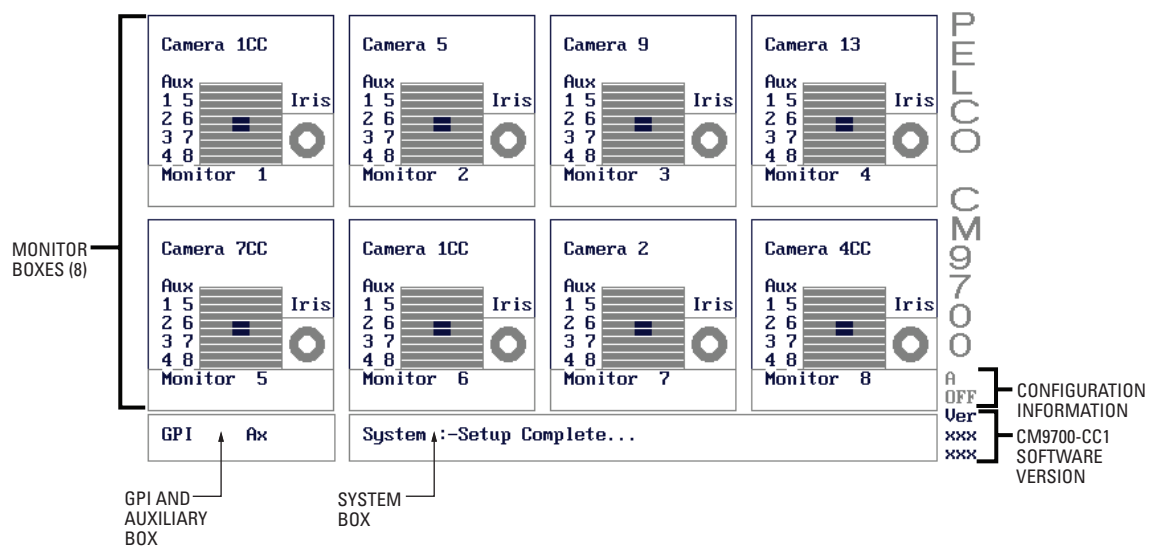 Camera 1CC
Aux
1 5
2 6
3 7
4 8
Iris
Monitor 1
Camera 5
Aux
1 5
2 6
3 7
4 8
Iris
Monitor 2
Camera 9
Aux
1 5
2 6
3 7
4 8
Iris
Monitor 3
Camera 13
Aux
1 5
2 6
3 7
4 8
Iris
Monitor 4
Camera 7CC
Aux
1 5
2 6
3 7
4 8
Iris
Monitor 5
Camera 1CC
Aux
1 5
2 6
3 7
4 8
Iris
Monitor 6
Camera 2
Aux
1 5
2 6
3 7
4 8
Iris
Monitor 7
Camera 4CC
Aux
1 5
2 6
3 7
4 8
Iris
Monitor 8
PELCO CM9700
A
OFF
Ver
xxx
xxx
GPI Ax
System :-Setup Complete...
MONITOR
BOXES (8)
CONFIGURATION
INFORMATION
CM9700-CC1
SOFTWARE
VERSION
GPI AND
AUXILIARY
BOX
SYSTEM
BOX